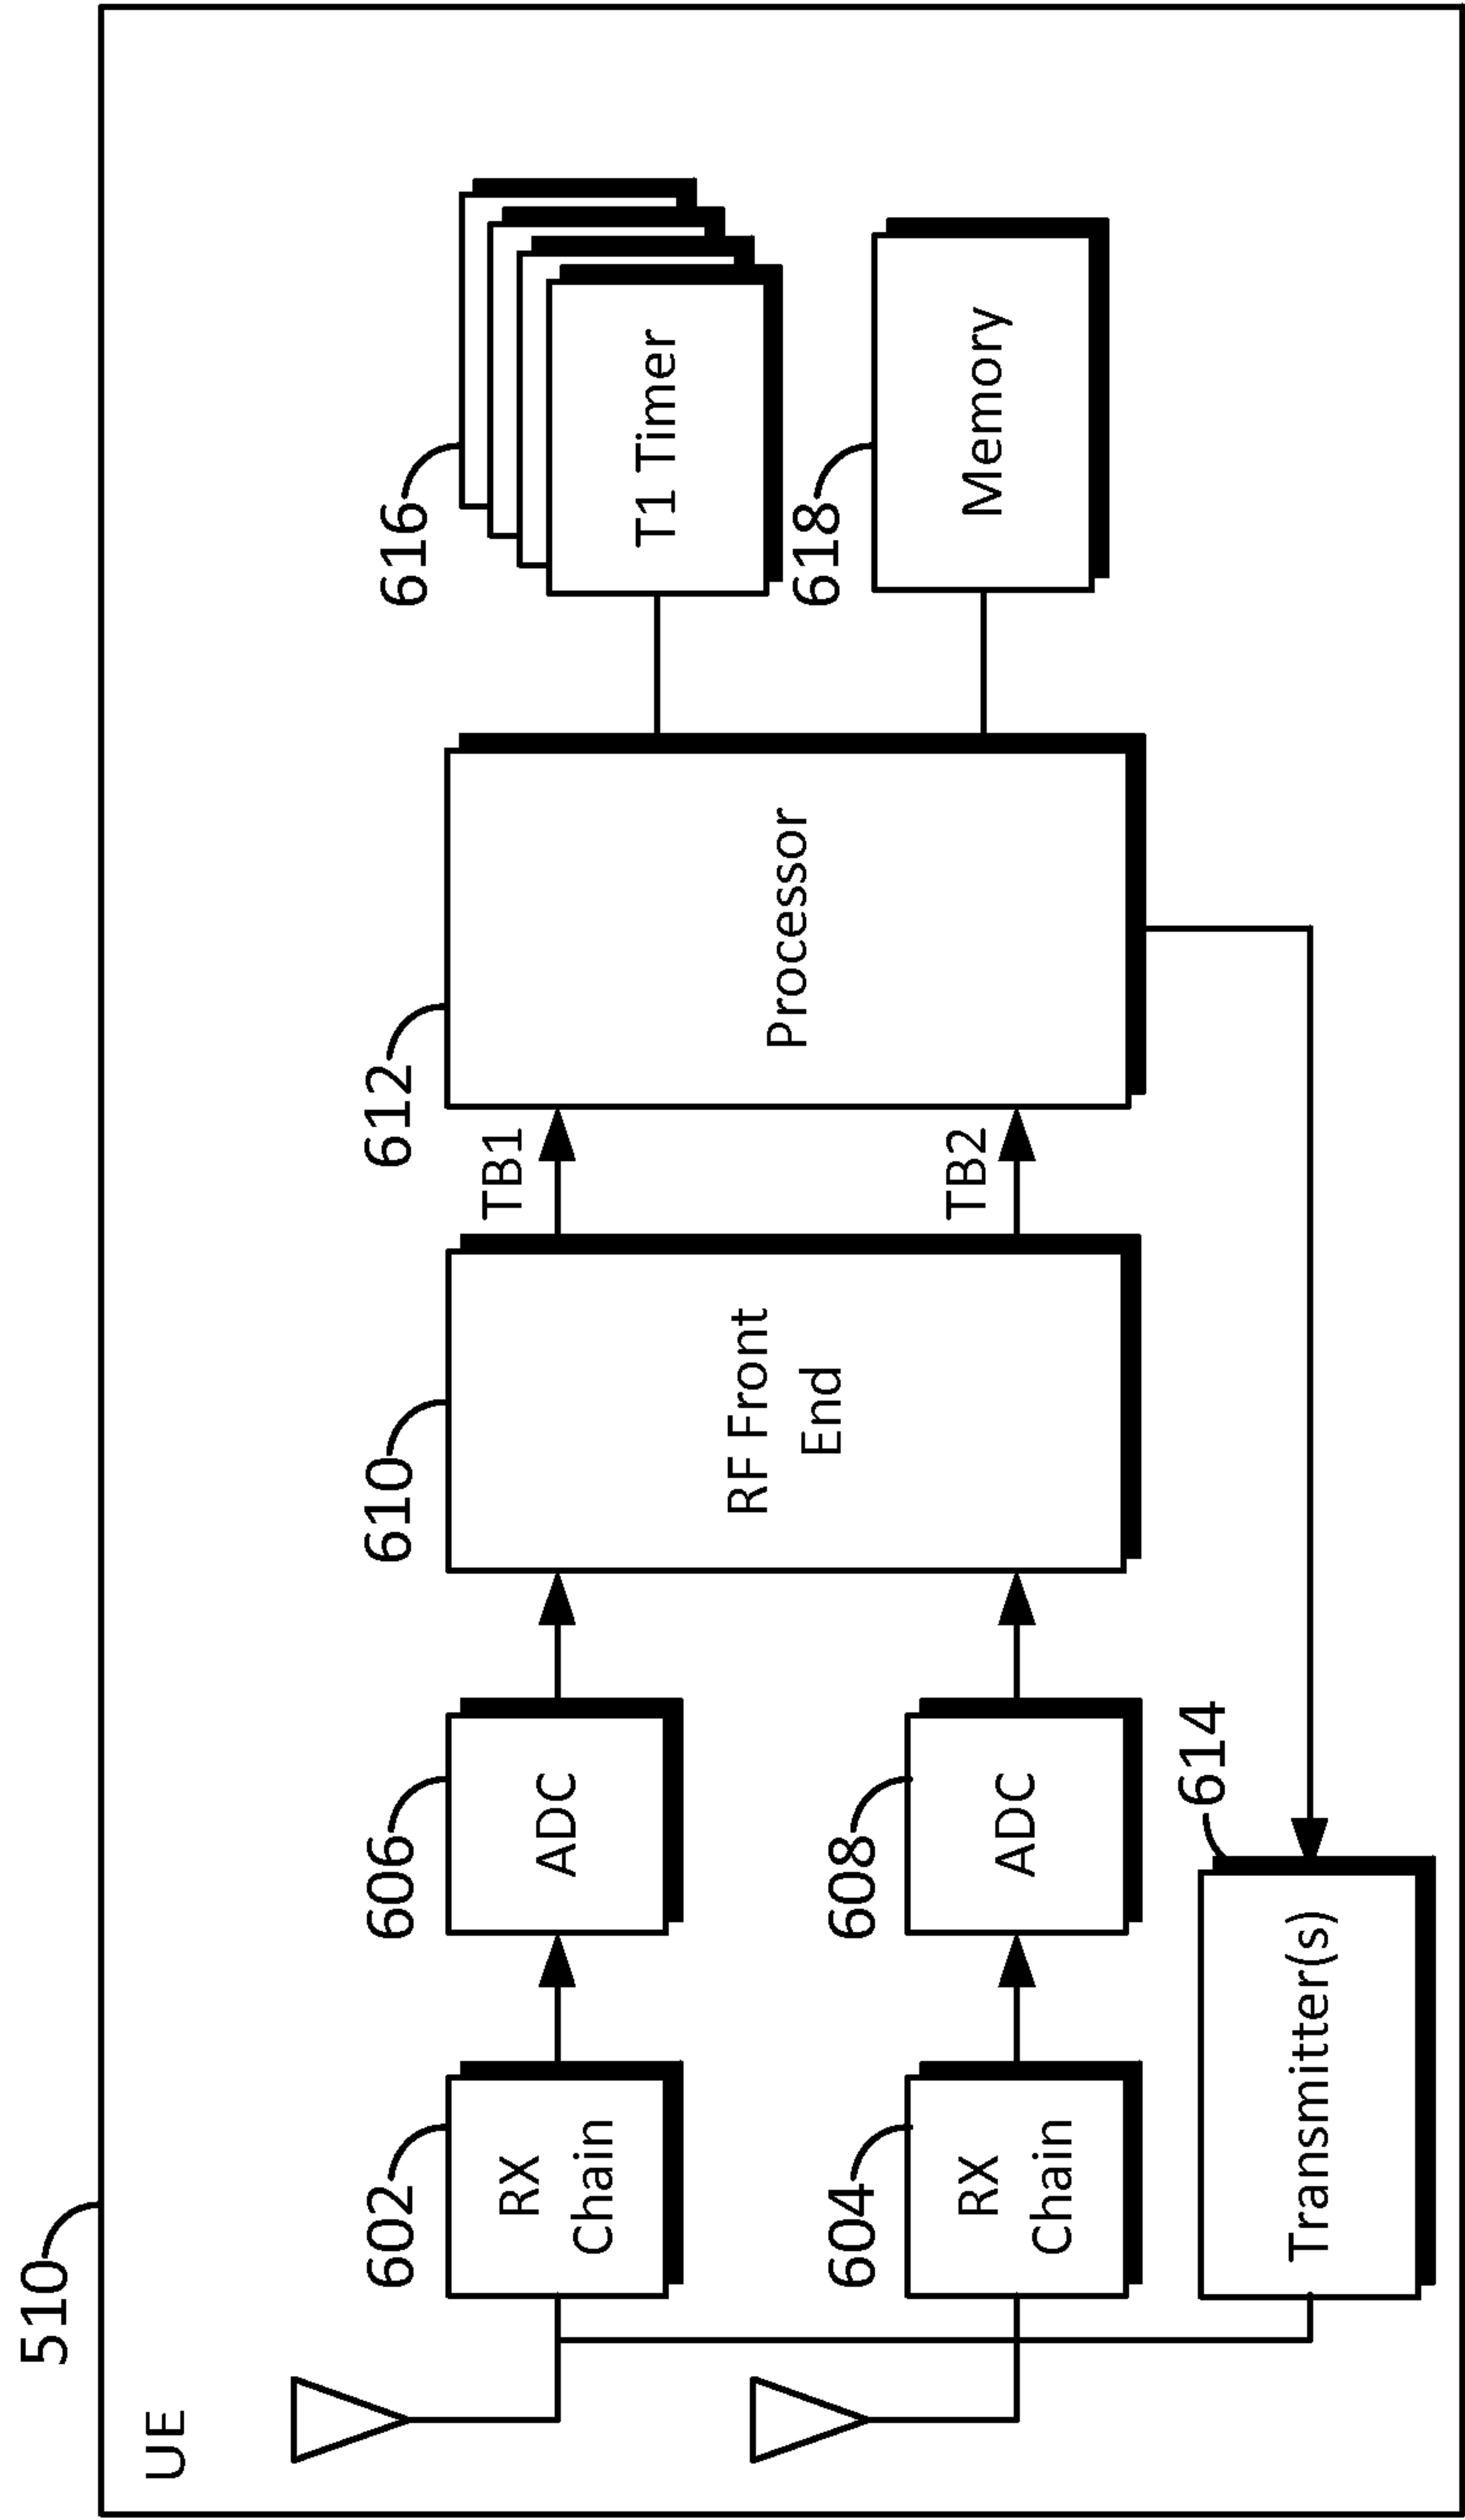 510
UE
602
RX
Chain
606
ADC
610
RF Front
End
TB1
612
Processor
616
T1 Timer
604
RX
Chain
608
ADC
TB2
618
Memory
614
Transmitter(s)